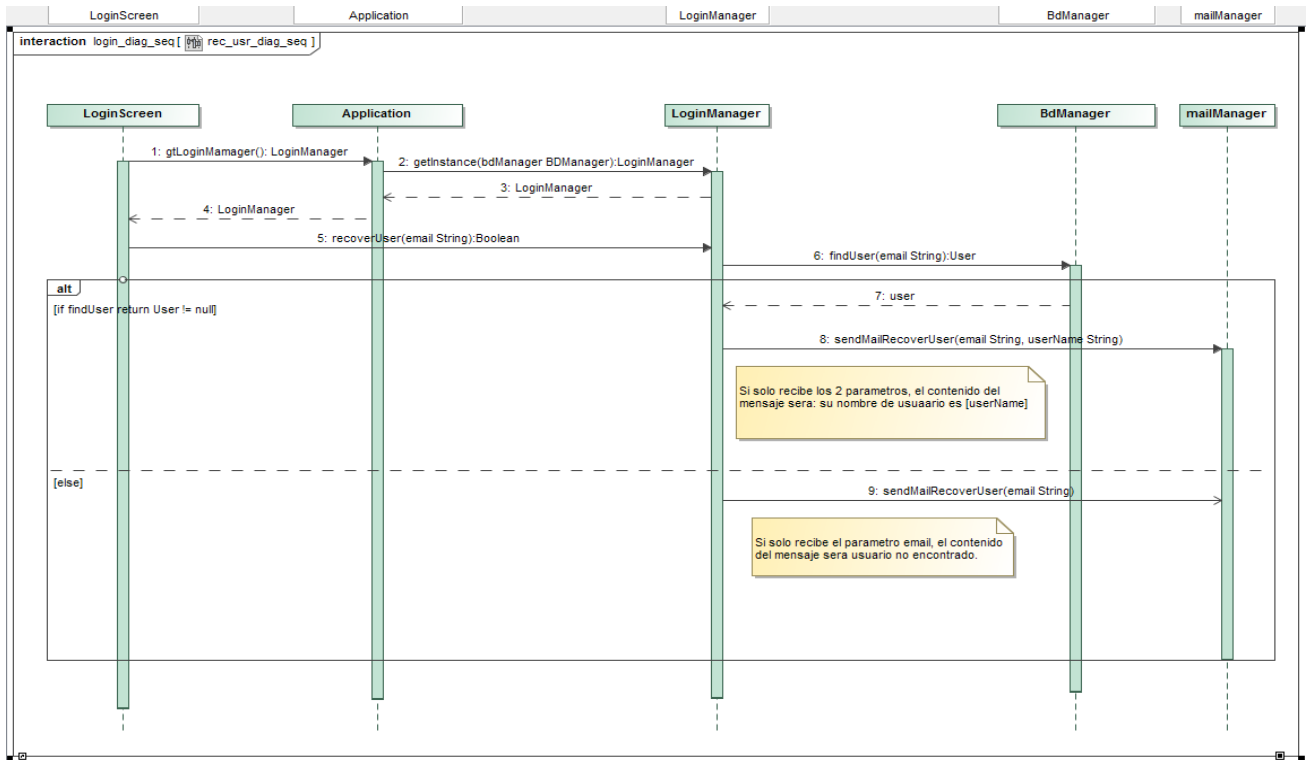 LoginScreen Application LoginManager BdManager mailManager
interaction login_diag_seq [ rec_usr_diag_seq ]
LoginScreen Application LoginManager BdManager mailManager
1: gtLoginMamager(): LoginManager
2: getInstance(bdManager BDManager):LoginManager
3: LoginManager
4: LoginManager
5: recoverUser(email String):Boolean
6: findUser(email String):User
alt
[if findUser return User != null]
7: user
8: sendMailRecoverUser(email String, userName String)
Si solo recibe los 2 parametros, el contenido del
mensaje sera: su nombre de usuaario es [userName]
[else]
9: sendMailRecoverUser(email String)
Si solo recibe el parametro email, el contenido
del mensaje sera usuario no encontrado.